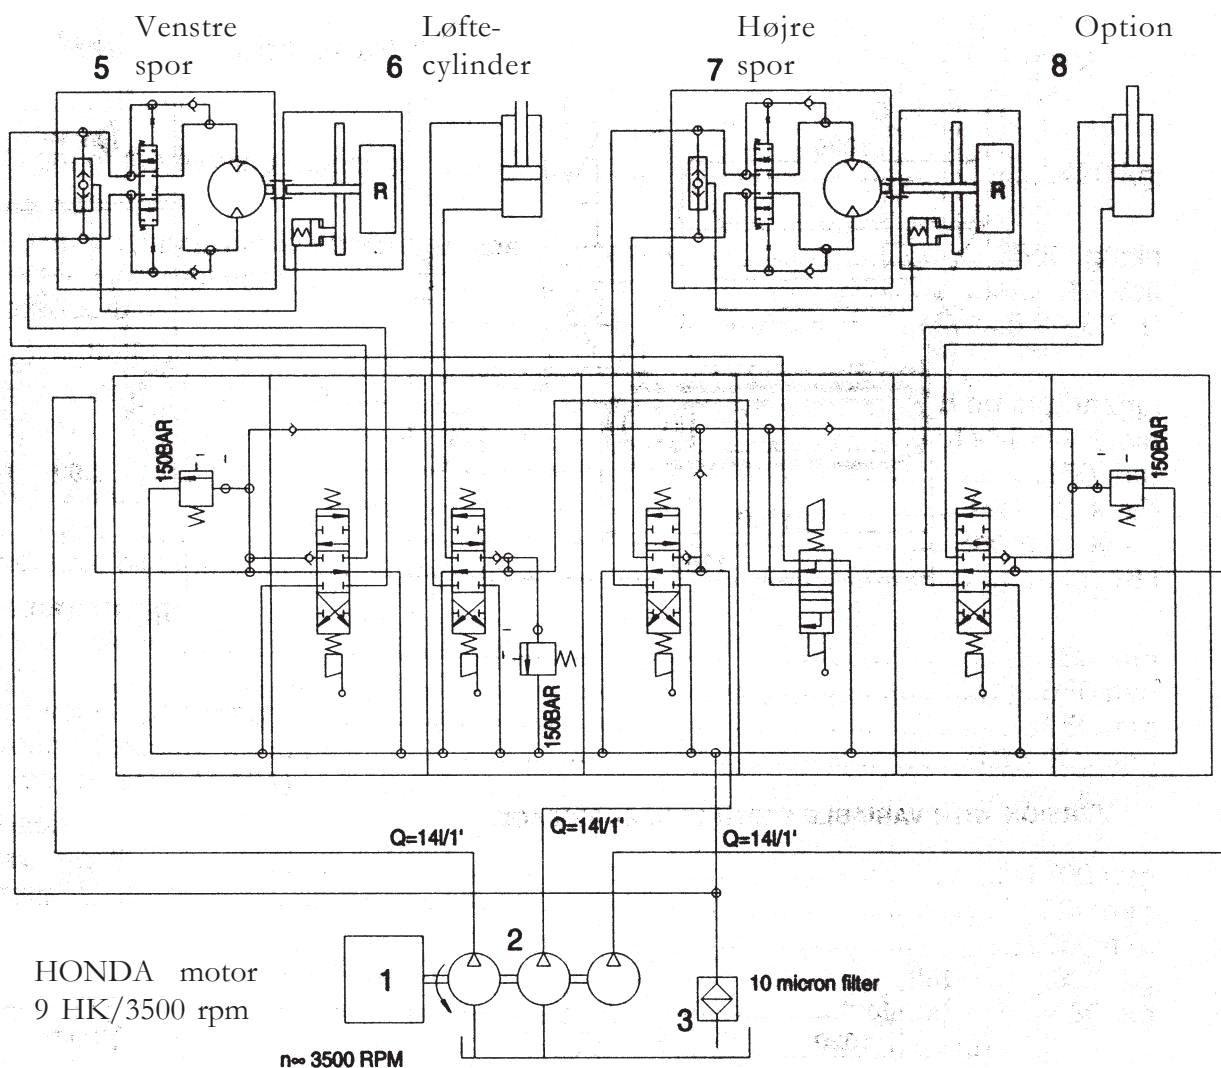 Venstre
spor
5
Løfte-
cylinder
6
Højre
spor
7
Option
8
R
R
150BAR
150BAR
150BAR
Q=14l/1'
Q=14l/1'
Q=14l/1'
HONDA motor
9 HK/3500 rpm
1
2
3
10 micron filter
n∞ 3500 RPM